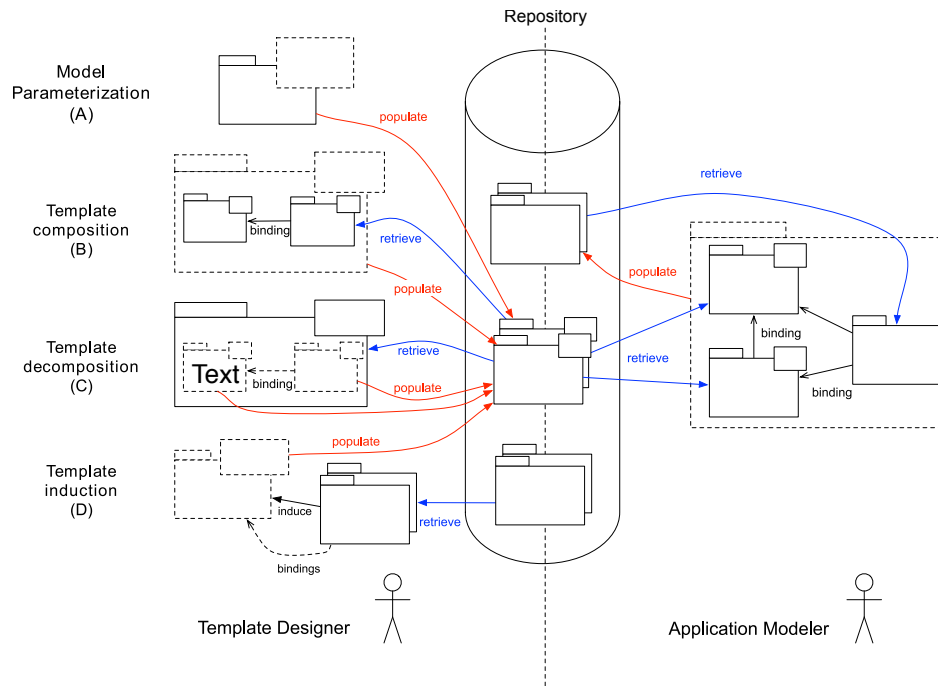 Repository
Model
Parameterization
(A)
populate
retrieve
Template
composition
(B)
binding
retrieve
populate
populate
binding
Template
decomposition
(C)
Text
binding
retrieve
populate
retrieve
binding
Template
induction
(D)
populate
induce
retrieve
bindings
Template Designer
Application Modeler